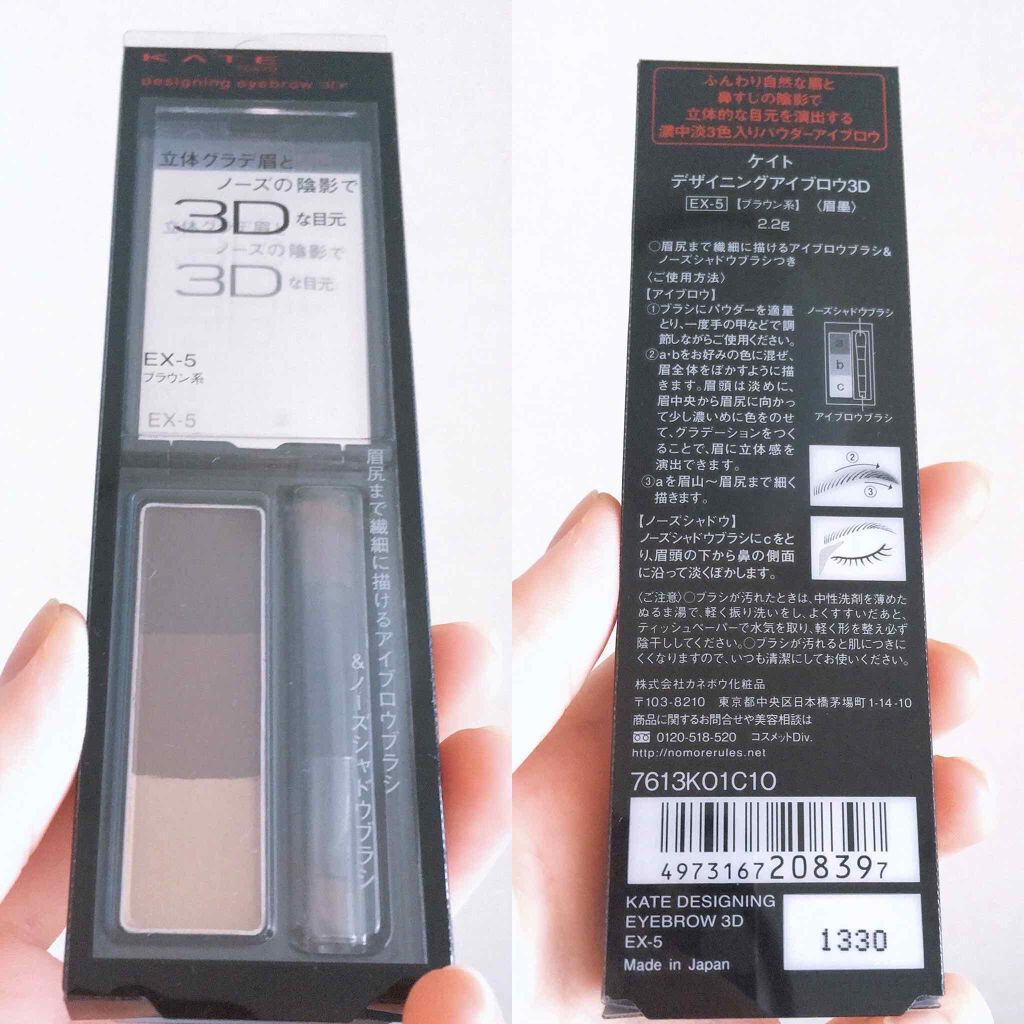 KATE
TOKYO
designing eyebrow 3D
立体グラデ眉と
ノーズの陰影で
3Dな目元
立体グラデ眉と
ノーズの陰影で
3Dな目元
EX-5
ブラウン系
EX-5
眉尻まで繊細に描けるアイブロウブラシ
&ノーズシャドウブラシ
ふんわり自然な眉と
鼻すじの陰影で
立体的な目元を演出する
濃中淡3色入りパウダーアイブロウ
ケイト
デザイニングアイブロウ3D
EX-5 【ブラウン系】 〈眉墨〉
2.2g
○眉尻まで繊細に描けるアイブロウブラシ&
ノーズシャドウブラシつき
〈ご使用方法〉
【アイブロウ】
①ブラシにパウダーを適量
とり、一度手の甲などで調
節しながらご使用ください。
②a・bをお好みの色に混ぜ、
眉全体をぼかすように描
きます。眉頭は淡めに、
眉中央から眉尻に向かっ
て少し濃いめに色をのせ
て、グラデーションをつく
ることで、眉に立体感を
演出できます。
③aを眉山～眉尻まで細く
描きます。
ノーズシャドウブラシ
a
b
c
アイブロウブラシ
②
③
【ノーズシャドウ】
ノーズシャドウブラシにcをと
り、眉頭の下から鼻の側面
に沿って淡くぼかします。
〈ご注意〉○ブラシが汚れたときは、中性洗剤を薄めた
ぬるま湯で、軽く振り洗いをし、よくすすいだあと、
ティッシュペーパーで水気を取り、軽く形を整え必ず
陰干ししてください。○ブラシが汚れると肌につきに
くくなりますので、いつも清潔にしてお使いください。
株式会社カネボウ化粧品
〒103-8210 東京都中央区日本橋茅場町1-14-10
商品に関するお問合せや美容相談は
0120-518-520 コスメットDiv.
http://nomorerules.net
7613K01C10
4973167208397
KATE DESIGNING
EYEBROW 3D
EX-5
Made in Japan
1330